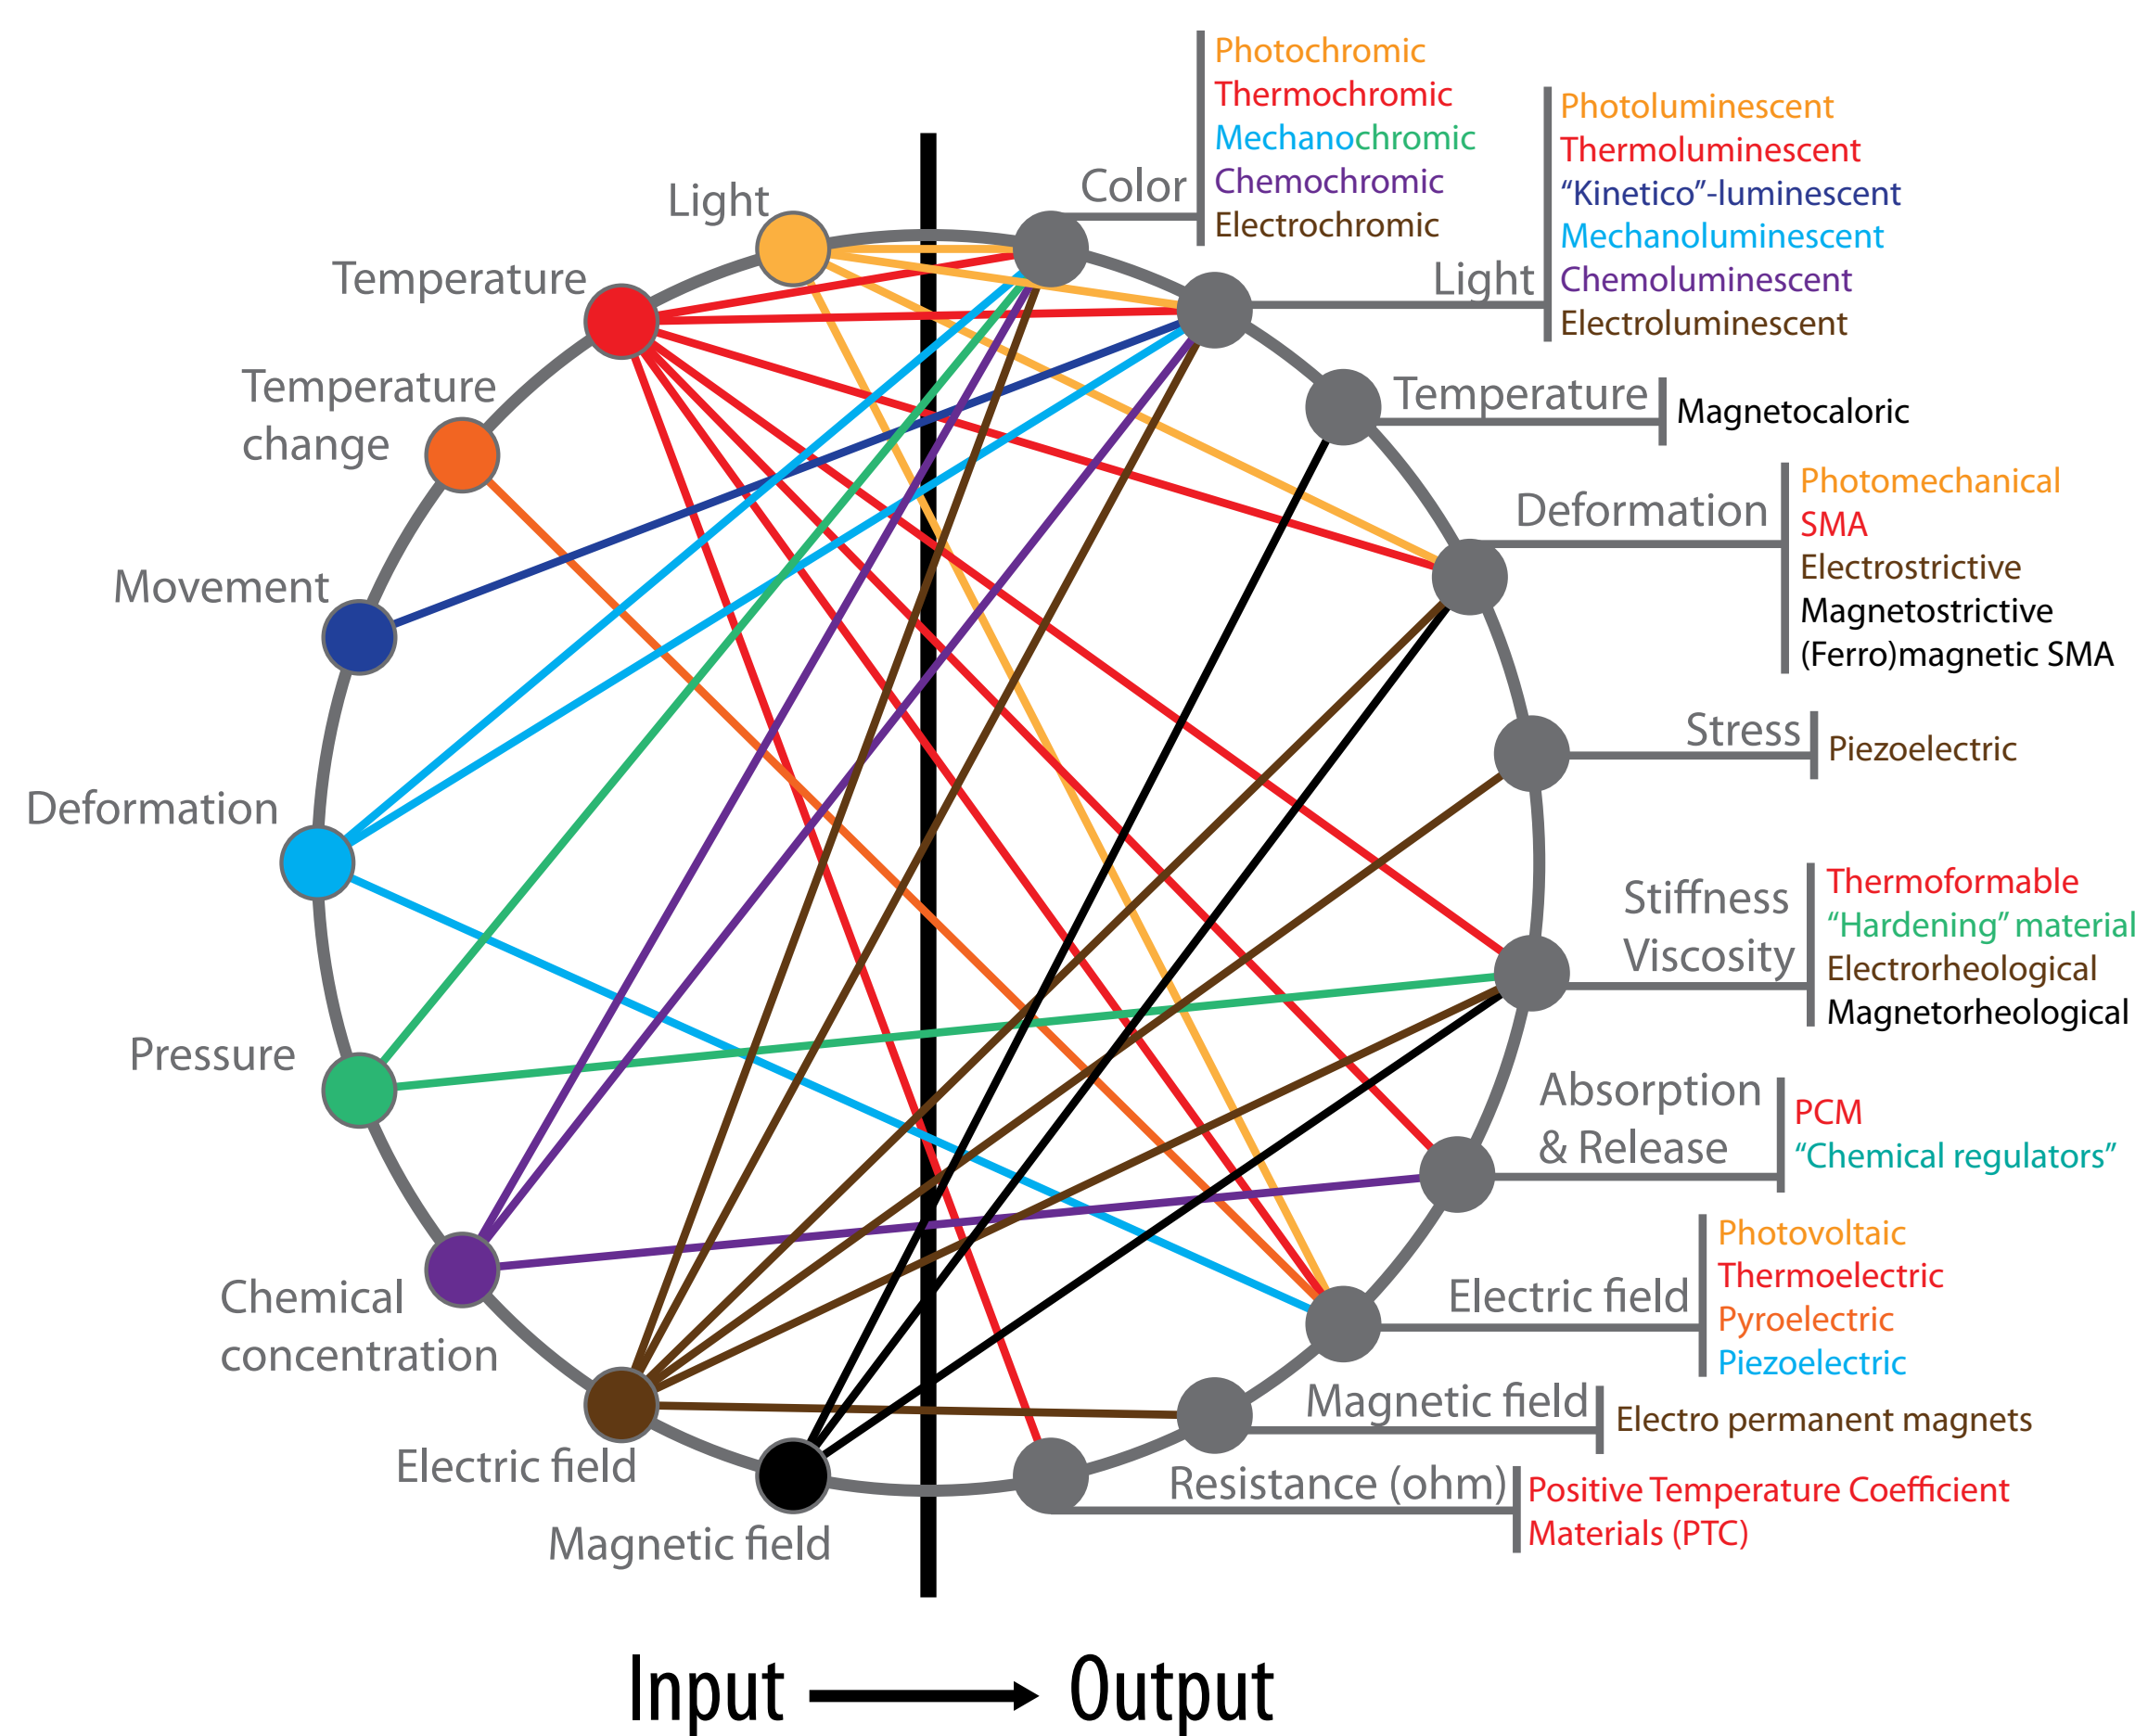 Photochromic
Thermochromic
Mechanochromic
Chemochromic
Electrochromic
Color
Photoluminescent
Thermoluminescent
“Kinetico”-luminescent
Mechanoluminescent
Chemoluminescent
Electroluminescent
Light
Light
Temperature
Temperature
change
Movement
Deformation
Pressure
Chemical
concentration
Electric field
Magnetic field
Temperature
Magnetocaloric
Deformation
Photomechanical
SMA
Electrostrictive
Magnetostrictive
(Ferro)magnetic SMA
Stress
Piezoelectric
Stiffness
Viscosity
Thermoformable
“Hardening” material
Electrorheological
Magnetorheological
Absorption
& Release
PCM
“Chemical regulators”
Electric field
Photovoltaic
Thermoelectric
Pyroelectric
Piezoelectric
Magnetic field
Electro permanent magnets
Resistance (ohm)
Positive Temperature Coefficient
Materials (PTC)
Input
Output